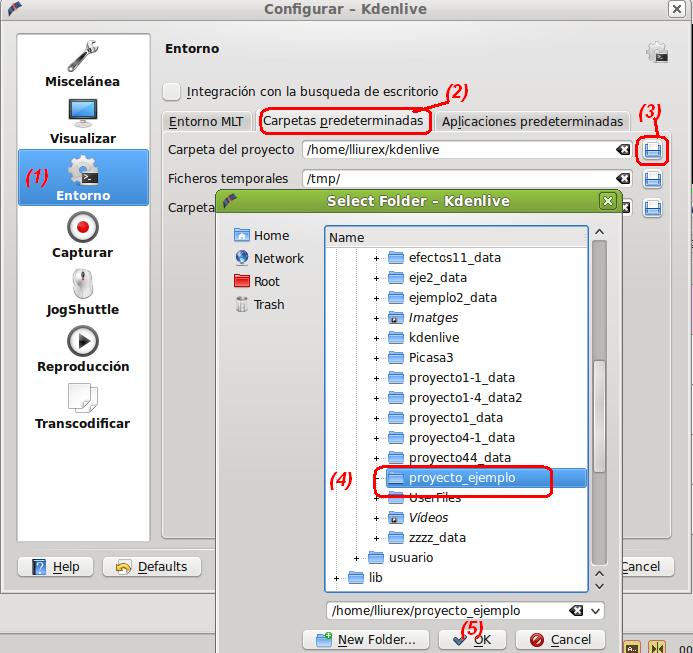 Configurar – Kdenlive
Miscelánea
Visualizar
(1)
Entorno
Capturar
JogShuttle
Reproducción
Transcodificar
Entorno
Integración con la busqueda de escritorio
(2)
Entorno MLT
Carpetas predeterminadas
Aplicaciones predeterminadas
(3)
Carpeta del proyecto
/home/lliurex/kdenlive
Ficheros temporales
/tmp/
Carpeta
Select Folder – Kdenlive
Home
Network
Root
Trash
Name
efectos11_data
eje2_data
ejemplo2_data
Imatges
kdenlive
Picasa3
proyecto1-1_data
proyecto1-4_data2
proyecto1_data
proyecto4-1_data
proyecto44_data
(4)
proyecto_ejemplo
UserFiles
Vídeos
zzzz_data
usuario
lib
/home/lliurex/proyecto_ejemplo
(5)
New Folder...
OK
Cancel
Help
Defaults
Cancel
00